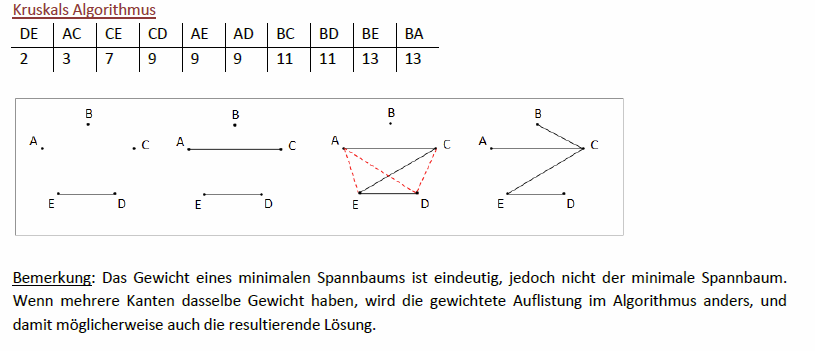 Kruskals Algorithmus
DE AC CE CD AE AD BC BD BE BA
2 3 7 9 9 9 11 11 13 13
B B B B
A C A C A C A C
E D E D E D E D
Bemerkung: Das Gewicht eines minimalen Spannbaums ist eindeutig, jedoch nicht der minimale Spannbaum.
Wenn mehrere Kanten dasselbe Gewicht haben, wird die gewichtete Auflistung im Algorithmus anders, und
damit möglicherweise auch die resultierende Lösung.